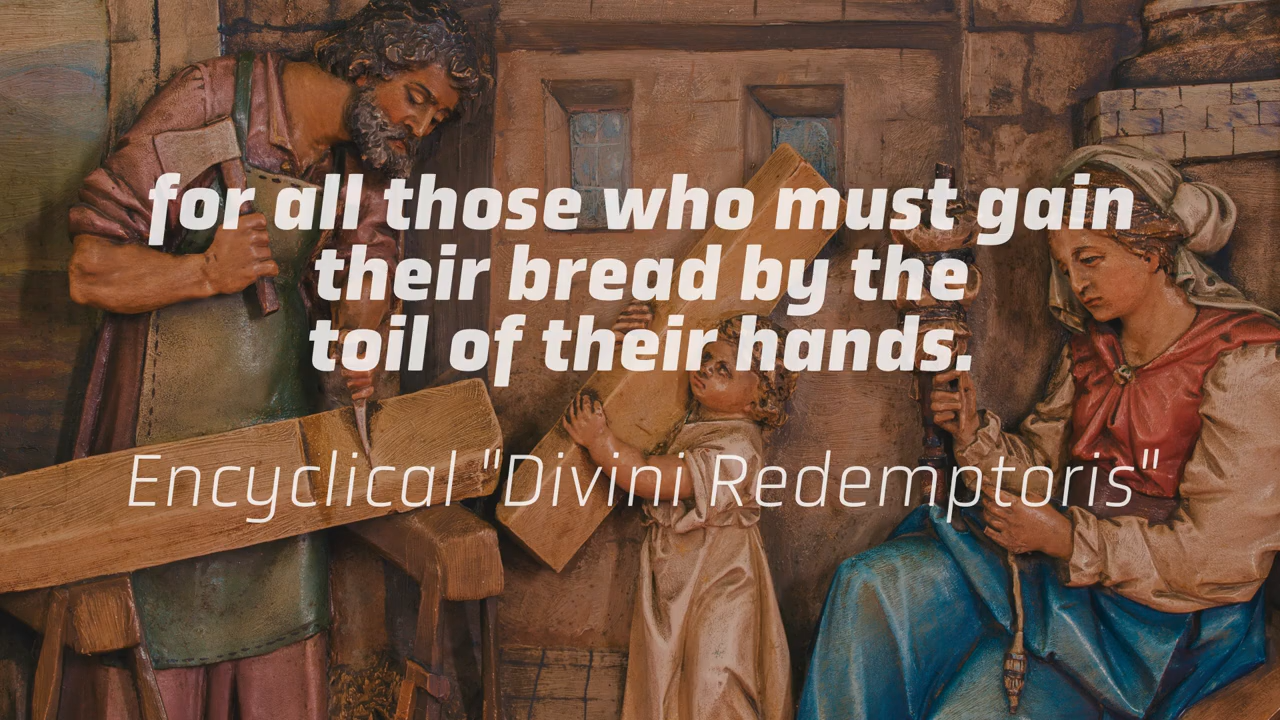 for all those who must gain
their bread by the
toil of their hands.
Encyclical "Divini Redemptoris"